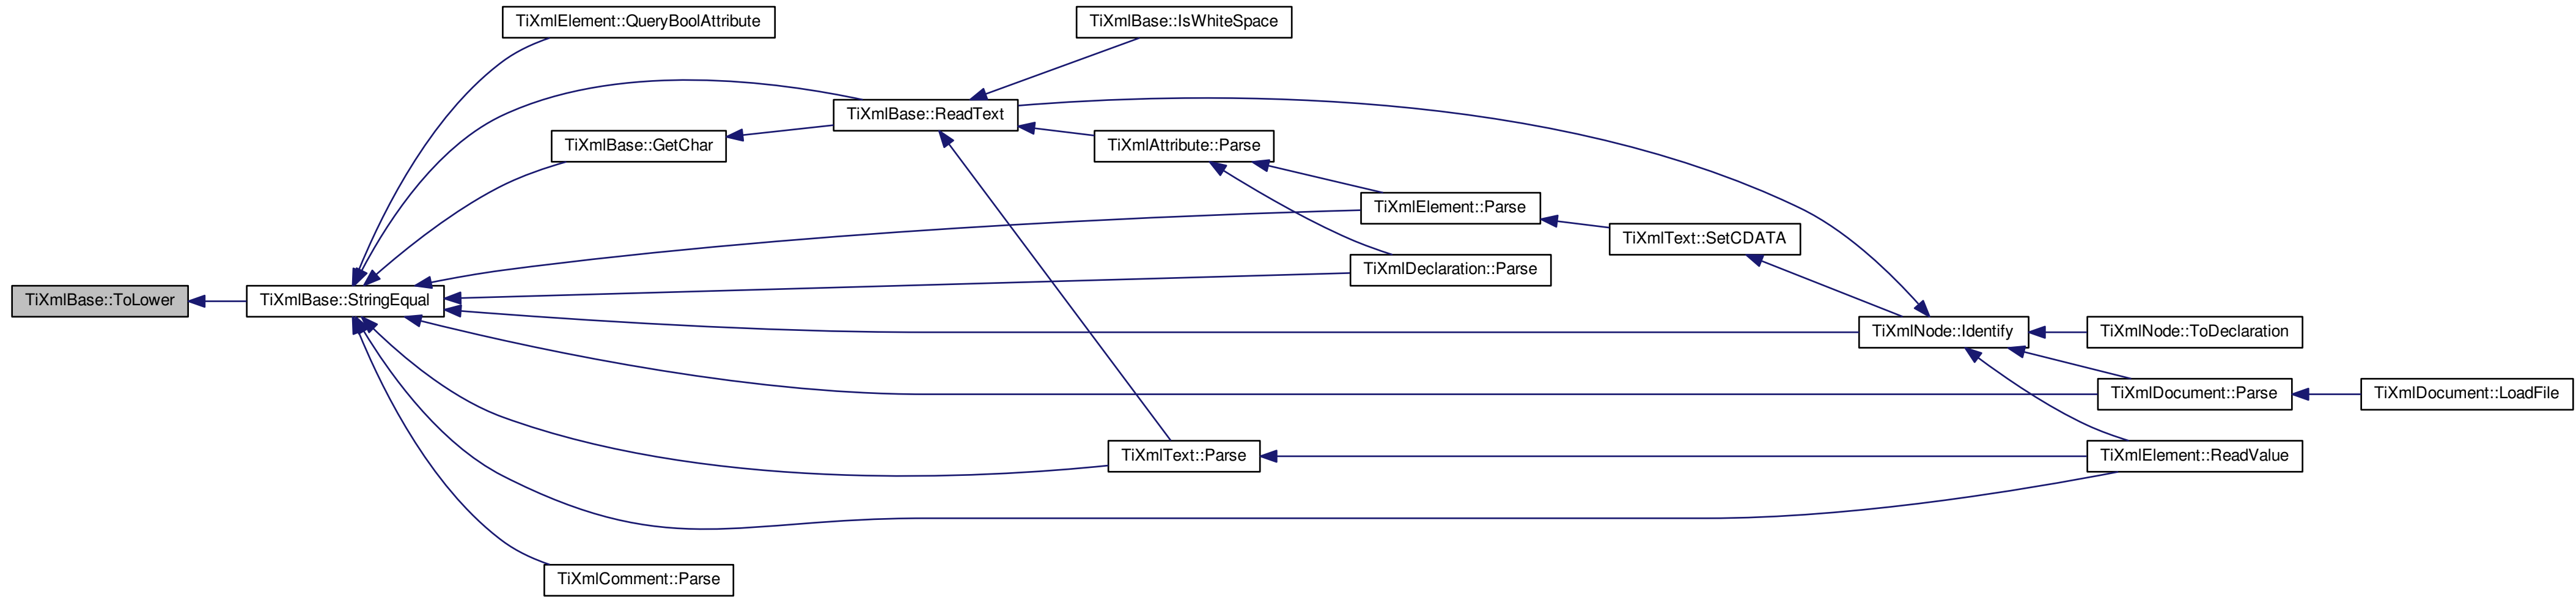 TiXmlElement::QueryBoolAttribute
TiXmlBase::IsWhiteSpace
TiXmlBase::ReadText
TiXmlBase::GetChar
TiXmlAttribute::Parse
TiXmlElement::Parse
TiXmlText::SetCDATA
TiXmlDeclaration::Parse
TiXmlBase::ToLower
TiXmlBase::StringEqual
TiXmlNode::Identify
TiXmlNode::ToDeclaration
TiXmlDocument::Parse
TiXmlDocument::LoadFile
TiXmlText::Parse
TiXmlElement::ReadValue
TiXmlComment::Parse